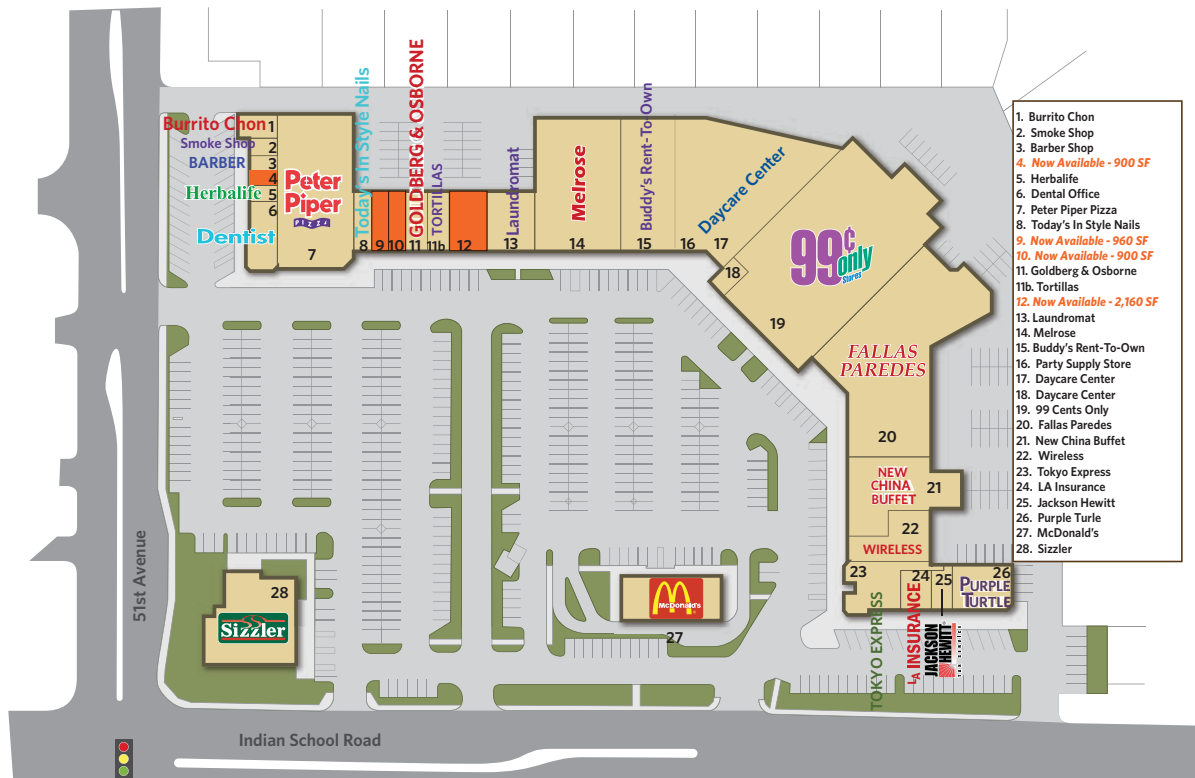 Burrito Chon
1
Smoke Shop
2
BARBER
3
4
Herbalife
5
6
Dentist
Peter
Piper
PIZZA
7
Today's In Style Nails
8
9
10
GOLDBERG & OSBORNE
11
TORTILLAS
11b
12
Laundromat
13
Melrose
14
Buddy's Rent-To-Own
15
16
Daycare Center
17
18
99¢
only
Stores
19
FALLAS
PAREDES
20
NEW
CHINA
BUFFET
21
22
WIRELESS
23
24
25
26
PURPLE
TURTLE
TOKYO EXPRESS
LA INSURANCE
JACKSON
HEWITT
TAX SERVICE
McDonald's
27
28
Sizzler
51st Avenue
Indian School Road
1. Burrito Chon
2. Smoke Shop
3. Barber Shop
4. Now Available - 900 SF
5. Herbalife
6. Dental Office
7. Peter Piper Pizza
8. Today's In Style Nails
9. Now Available - 960 SF
10. Now Available - 900 SF
11. Goldberg & Osborne
11b. Tortillas
12. Now Available - 2,160 SF
13. Laundromat
14. Melrose
15. Buddy's Rent-To-Own
16. Party Supply Store
17. Daycare Center
18. Daycare Center
19. 99 Cents Only
20. Fallas Paredes
21. New China Buffet
22. Wireless
23. Tokyo Express
24. LA Insurance
25. Jackson Hewitt
26. Purple Turle
27. McDonald's
28. Sizzler